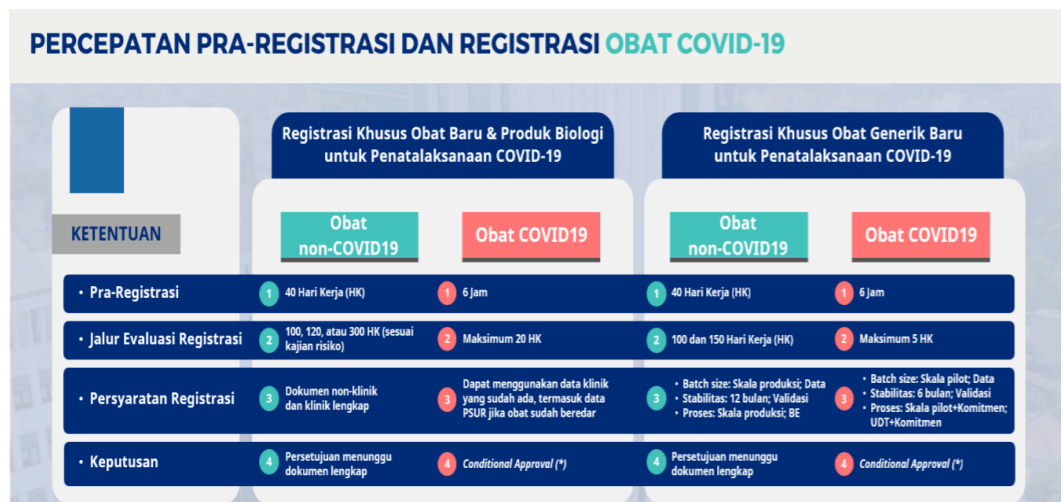 PERCEPATAN PRA-REGISTRASI DAN REGISTRASI OBAT COVID-19
Registrasi Khusus Obat Baru & Produk Biologi
untuk Penatalaksanaan COVID-19
Registrasi Khusus Obat Generik Baru
untuk Penatalaksanaan COVID-19
KETENTUAN
Obat
non-COVID19
Obat COVID19
Obat
non-COVID19
Obat COVID19
• Pra-Registrasi
1 40 Hari Kerja (HK)
1 6 Jam
1 40 Hari Kerja (HK)
1 6 Jam
• Jalur Evaluasi Registrasi
2 100, 120, atau 300 HK (sesuai
kajian risiko)
2 Maksimum 20 HK
2 100 dan 150 Hari Kerja (HK)
2 Maksimum 5 HK
• Persyaratan Registrasi
3 Dokumen non-klinik
dan klinik lengkap
3 Dapat menggunakan data klinik
yang sudah ada, termasuk data
PSUR jika obat sudah beredar
3 • Batch size: Skala produksi; Data
• Stabilitas: 12 bulan; Validasi
• Proses: Skala produksi; BE
3 • Batch size: Skala pilot; Data
• Stabilitas: 6 bulan; Validasi
• Proses: Skala pilot+Komitmen;
UDT+Komitmen
• Keputusan
4 Persetujuan menunggu
dokumen lengkap
4 Conditional Approval (*)
4 Persetujuan menunggu
dokumen lengkap
4 Conditional Approval (*)